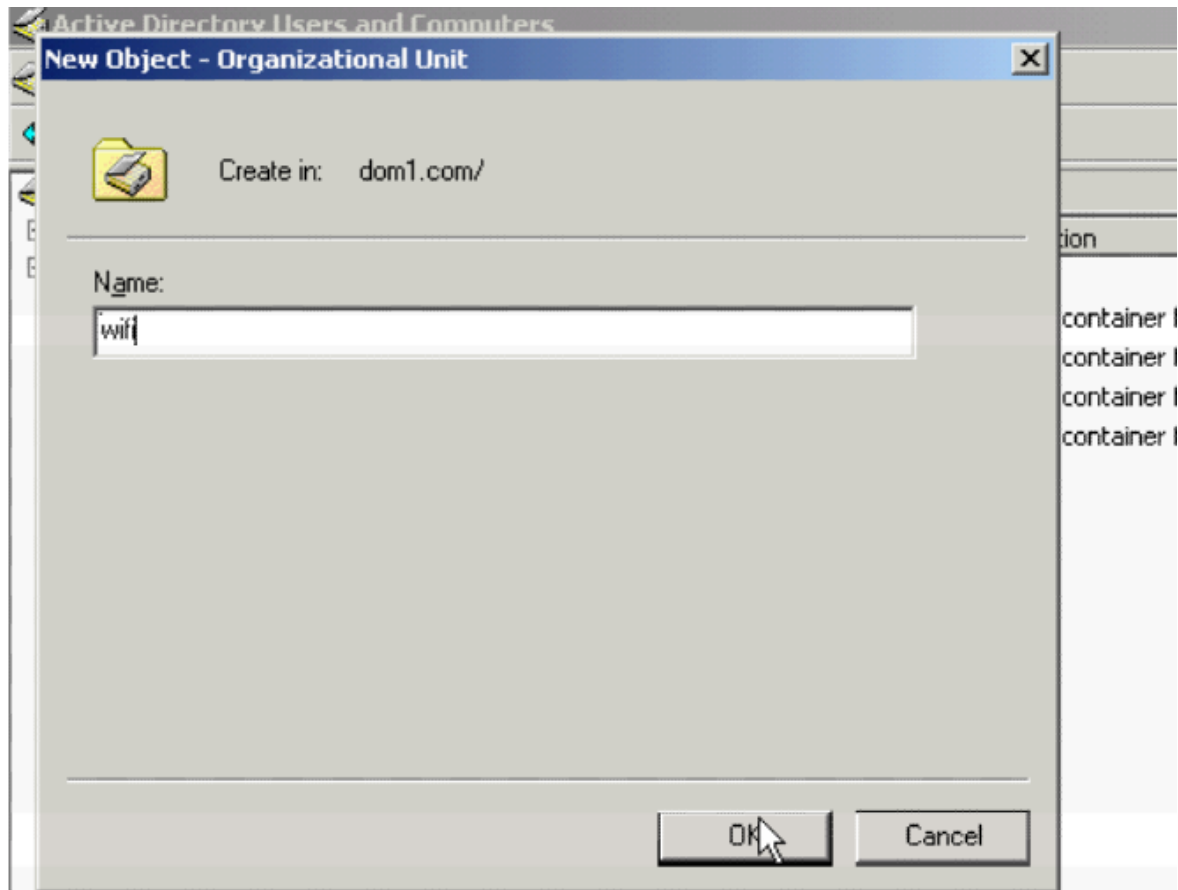 Active Directory Users and Computers
New Object - Organizational Unit
Create in: dom1.com/
Name:
wifi
container
container
container
container
OK
Cancel